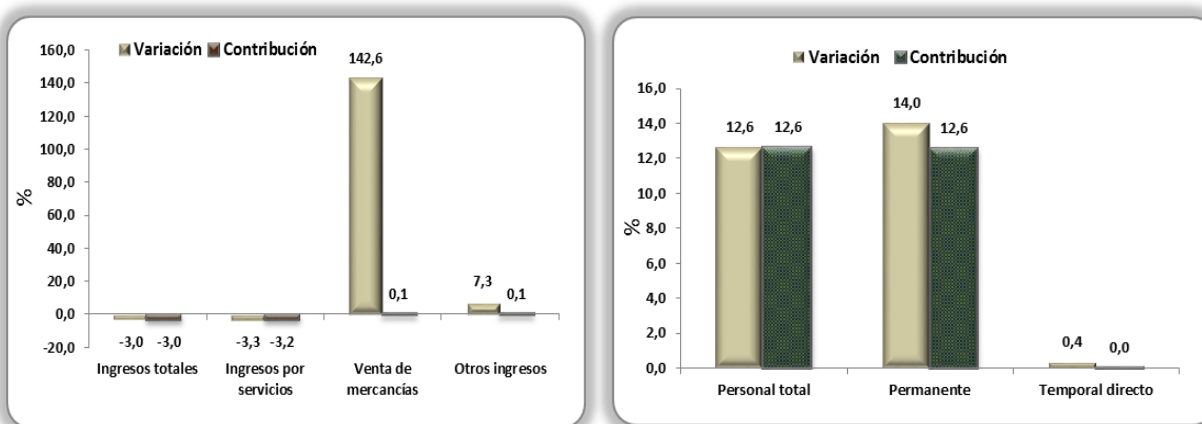 Variación Contribución
160,0
140,0
120,0
100,0
80,0
60,0
40,0
20,0
0,0
-20,0
%
142,6
0,1
7,3
0,1
-3,0 -3,0
-3,3 -3,2
Ingresos totales
Ingresos por
servicios
Venta de
mercancías
Otros ingresos
Variación Contribución
16,0
14,0
12,0
10,0
8,0
6,0
4,0
2,0
0,0
%
12,6 12,6
14,0
12,6
0,4 0,0
Personal total
Permanente
Temporal directo